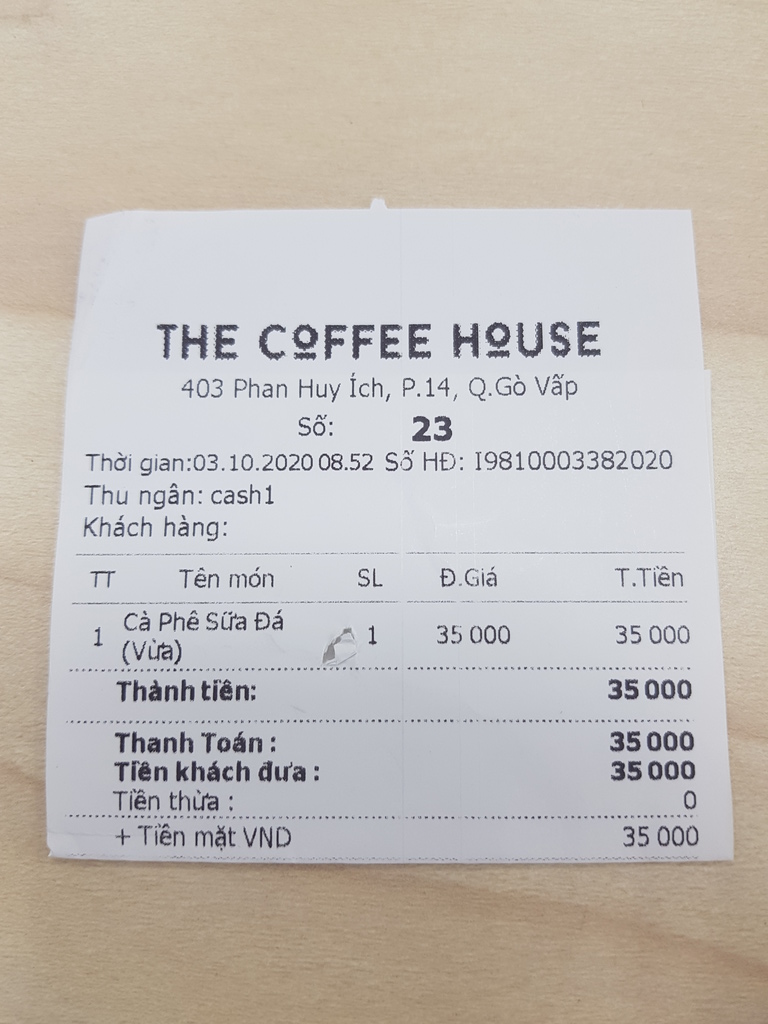 THE COFFEE HOUSE
403 Phan Huy Ích, P.14, Q.Gò Vấp
Số: 23
Thời gian:03.10.2020 08.52 Số HĐ: I9810003382020
Thu ngân: cash1
Khách hàng:
TT Tên món SL Đ.Giá T.Tiền
1 Cà Phê Sữa Đá 1 35 000 35 000
(Vừa)
Thành tiền: 35 000
Thanh Toán : 35 000
Tiền khách đưa : 35 000
Tiền thừa : 0
+ Tiền mặt VND 35 000